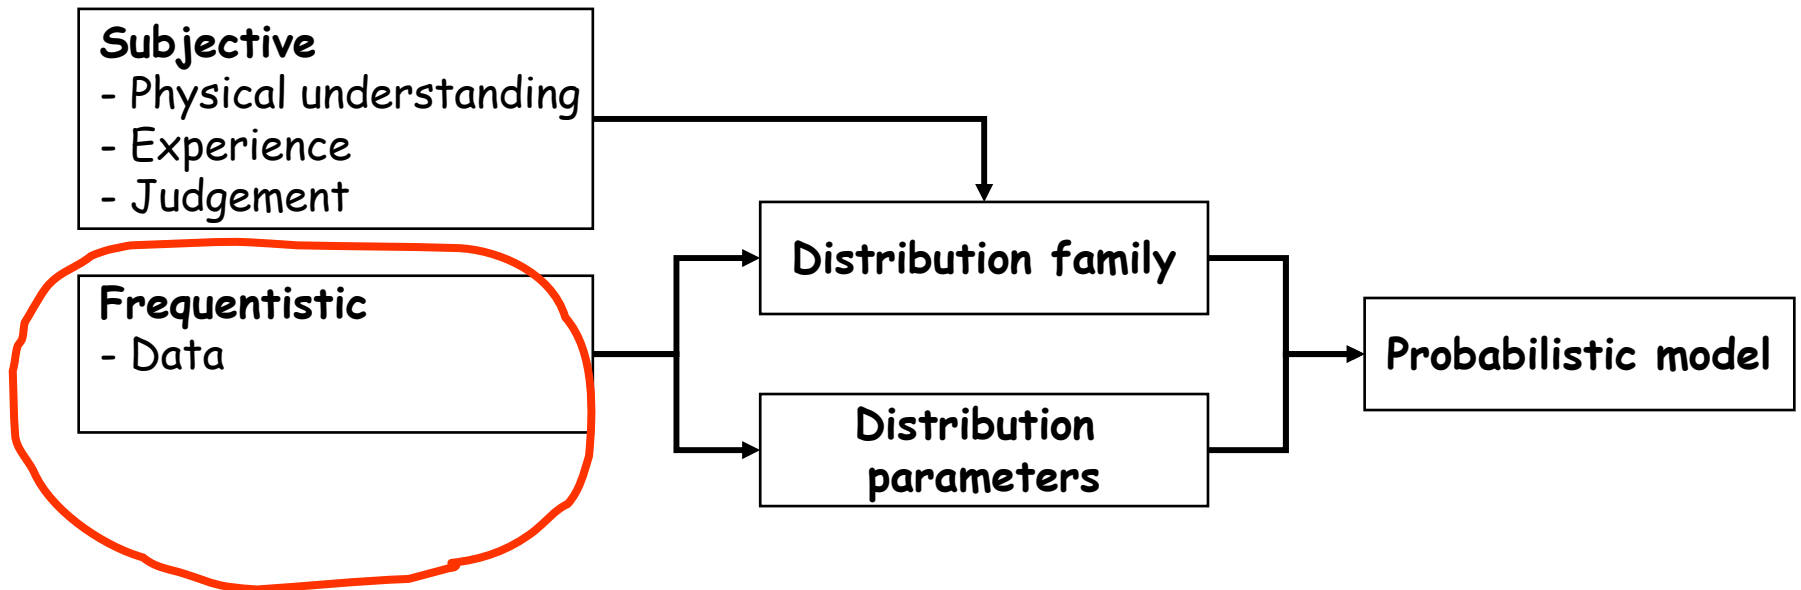 Subjective
- Physical understanding
- Experience
- Judgement
Frequentistic
- Data
Distribution family
Distribution
parameters
Probabilistic model